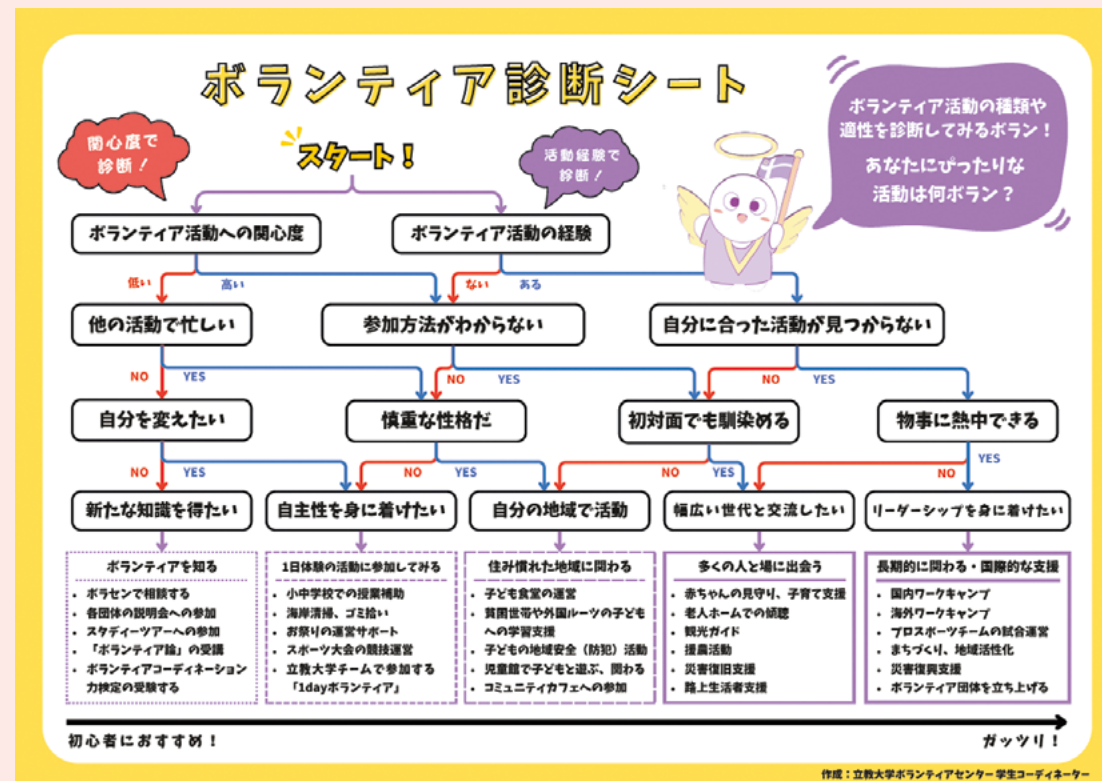 ボランティア診断シート
関心度で
診断！
スタート！
活動経験で
診断！
ボランティア活動の種類や
適性を診断してみるボラン！
あなたにぴったりな
活動は何ボラン？
ボランティア活動への関心度
ボランティア活動の経験
低い
高い
ない
ある
他の活動で忙しい
参加方法がわからない
自分に合った活動が見つからない
NO
YES
NO
YES
NO
YES
自分を変えたい
慎重な性格だ
初対面でも馴染める
物事に熱中できる
NO
YES
NO
YES
NO
YES
NO
YES
新たな知識を得たい
自主性を身に着けたい
自分の地域で活動
幅広い世代と交流したい
リーダーシップを身に着けたい
ボランティアを知る
・ボラセンで相談する
・各団体の説明会への参加
・スタディーツアーへの参加
・「ボランティア論」の受講
・ボランティアコーディネーション
力検定の受験する
1日体験の活動に参加してみる
・小中学校での授業補助
・海岸清掃、ゴミ拾い
・お祭りの運営サポート
・スポーツ大会の競技運営
・立教大学チームで参加する
「1dayボランティア」
住み慣れた地域に関わる
・子ども食堂の運営
・貧困世帯や外国ルーツの子ども
への学習支援
・子どもの地域安全（防犯）活動
・児童館で子どもと遊ぶ、関わる
・コミュニティカフェへの参加
多くの人と場に出会う
・赤ちゃんの見守り、子育て支援
・老人ホームでの傾聴
・観光ガイド
・援農活動
・災害復旧支援
・路上生活者支援
長期的に関わる・国際的な支援
・国内ワークキャンプ
・海外ワークキャンプ
・プロスポーツチームの試合運営
・まちづくり、地域活性化
・災害復興支援
・ボランティア団体を立ち上げる
初心者におすすめ！
ガッツリ！
作成：立教大学ボランティアセンター 学生コーディネーター